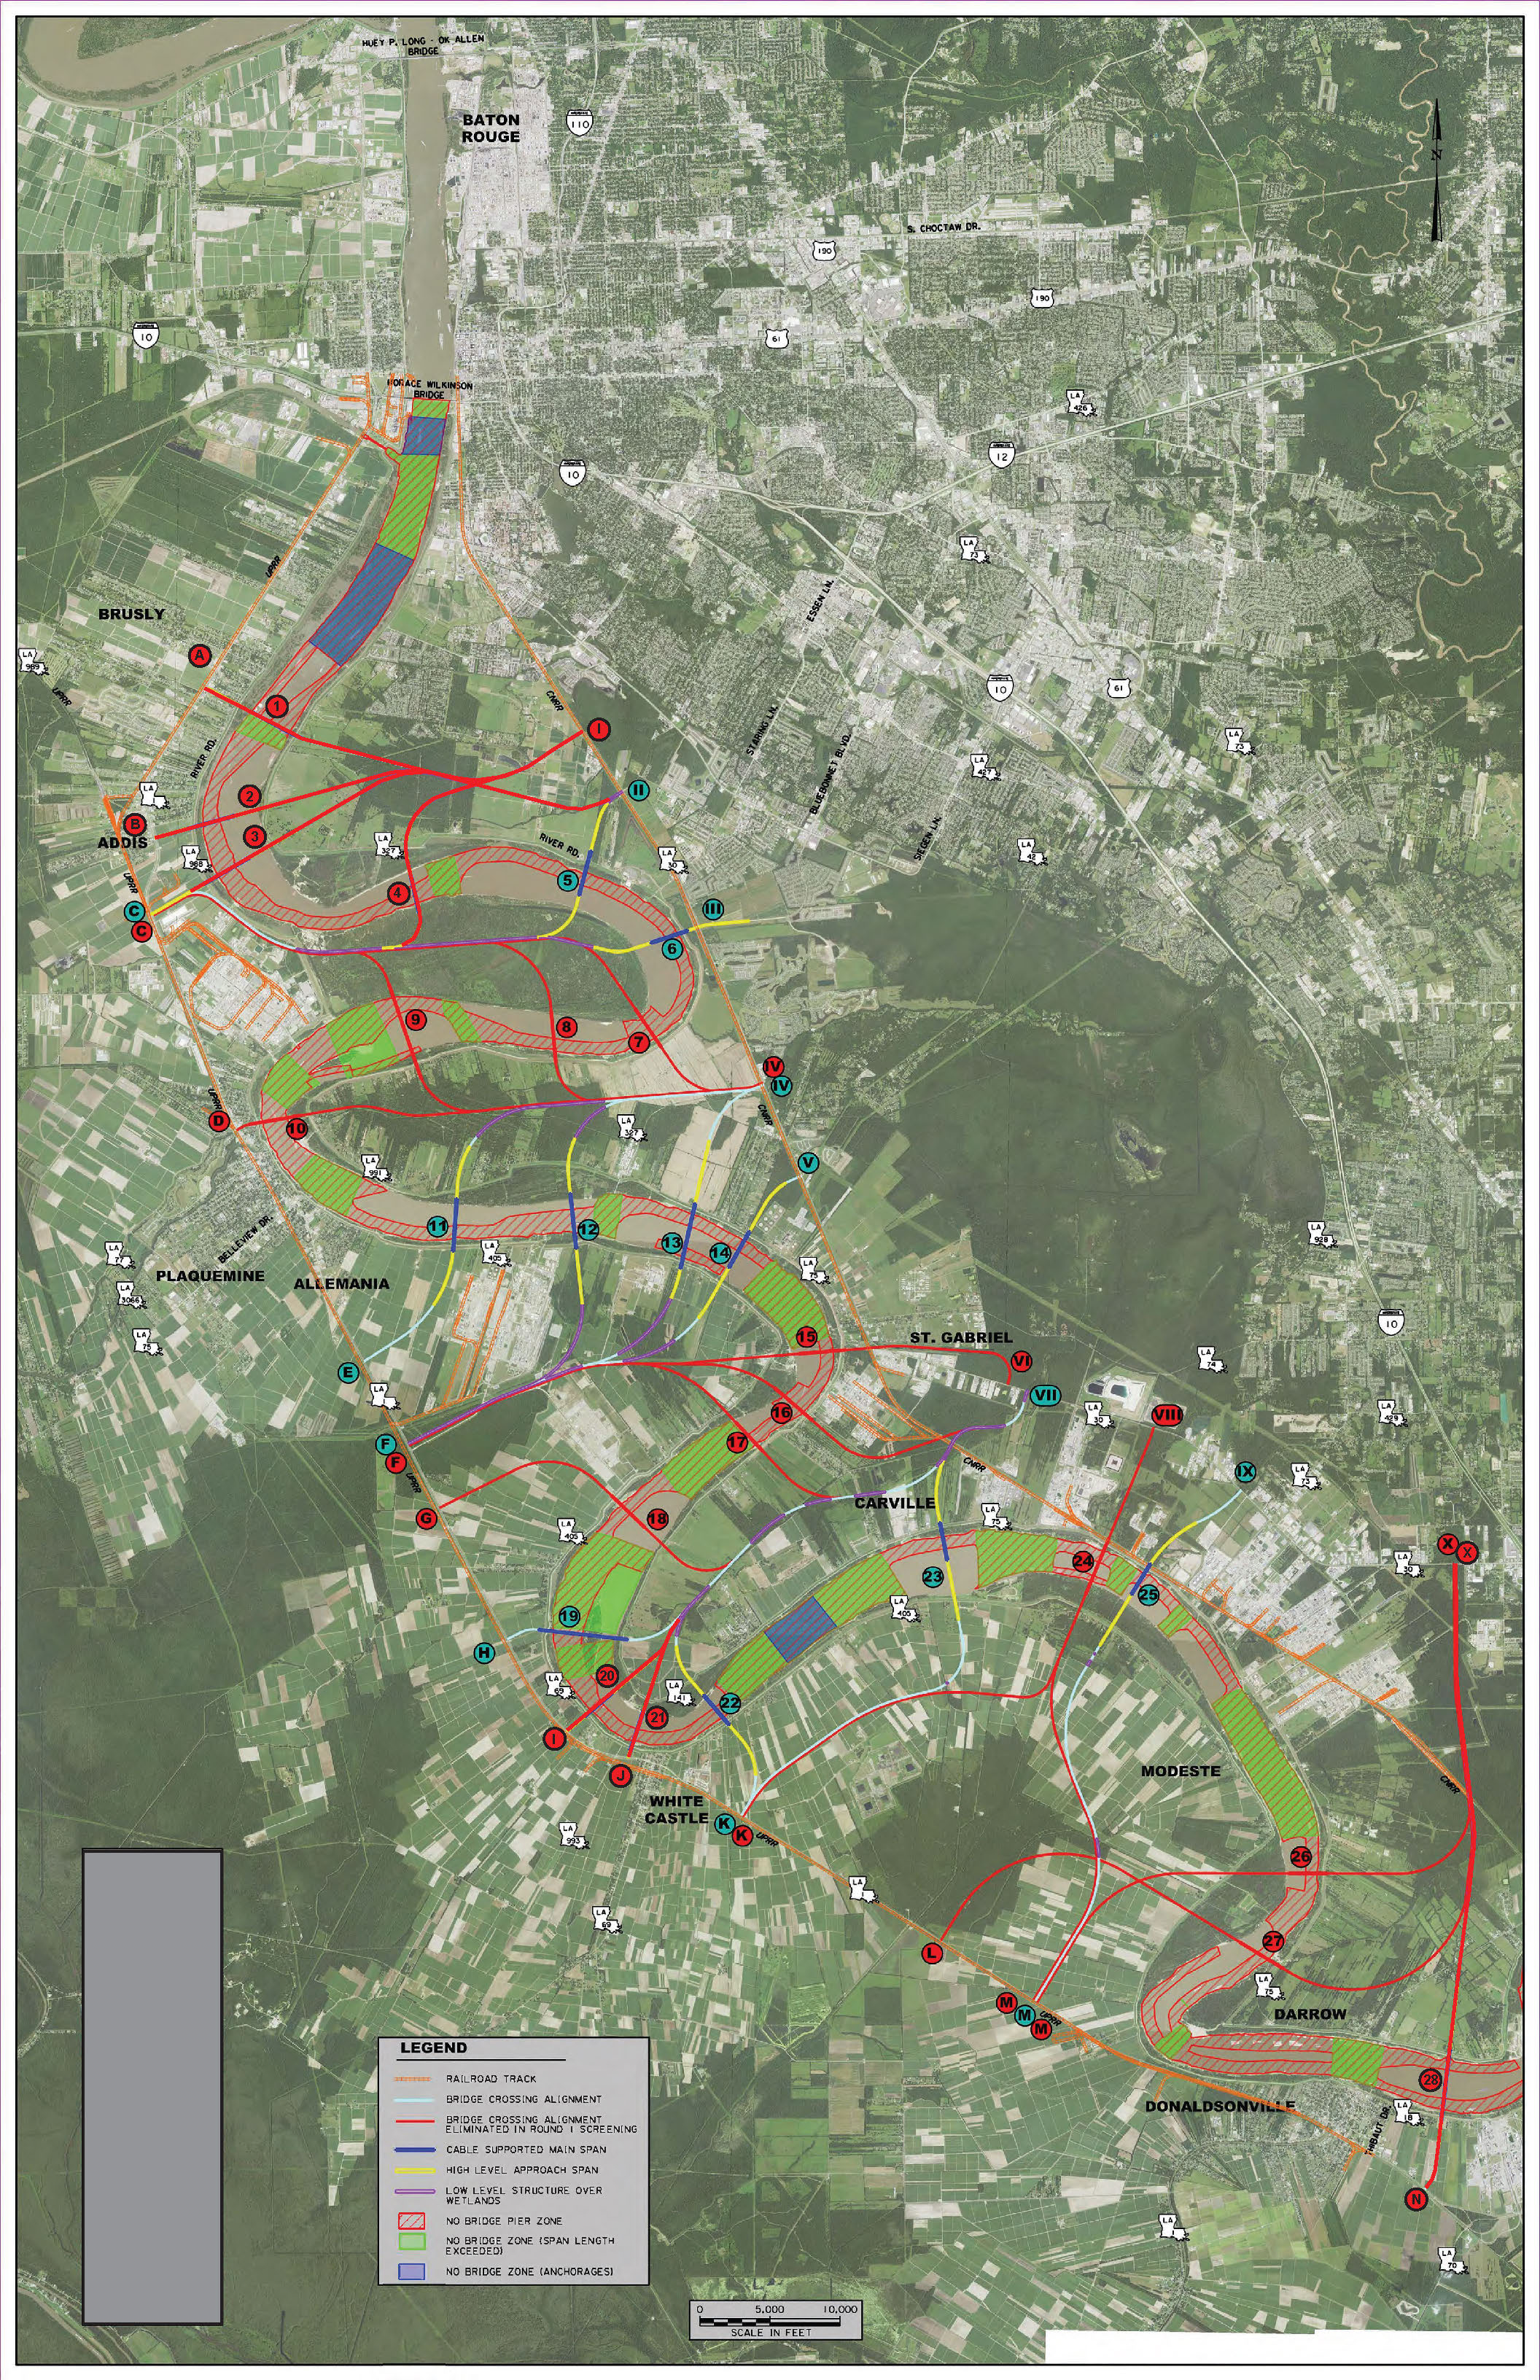 HUEY P. LONG - OK ALLEN
BRIDGE
BATON
ROUGE
110
N
S. CHOCTAW DR.
190
190
10
61
HORACE WILKINSON
BRIDGE
LA
426
12
10
LA
73
UPRR
ESSEN LN.
BRUSLY
A
LA
989
UPRR
10
61
CNRR
1
I
STARING LN.
RIVER RD.
LA
73
BLUEBONNET BLVD.
LA
427
II
2
LA
1
B
3
ADDIS
LA
327
RIVER RD.
SIEGEN LN.
LA
42
LA
988
LA
30
UPRR
4
5
C
C
III
6
9
8
7
IV
IV
UPRR
D
10
CNRR
LA
327
LA
991
V
BELLEVIEW DR.
11
12
13
14
LA
928
LA
77
LA
405
LA
75
PLAQUEMINE
ALLEMANIA
LA
3066
10
LA
75
15
ST. GABRIEL
VI
LA
74
E
LA
1
VII
16
LA
30
VIII
LA
429
F
F
17
UPRR
CNRR
IX
LA
73
G
18
CARVILLE
LA
405
LA
75
X
X
24
LA
30
23
25
LA
405
19
H
20
LA
69
LA
141
22
21
I
J
MODESTE
CNRR
WHITE
CASTLE
K
K
UPRR
LA
993
26
LA
1
LA
69
27
L
LA
75
M
M
M
UPRR
DARROW
28
DONALDSONVILLE
THIBAUT DR.
LA
18
N
LA
1
LA
70
LEGEND
RAILROAD TRACK
BRIDGE CROSSING ALIGNMENT
BRIDGE CROSSING ALIGNMENT
ELIMINATED IN ROUND 1 SCREENING
CABLE SUPPORTED MAIN SPAN
HIGH LEVEL APPROACH SPAN
LOW LEVEL STRUCTURE OVER
WETLANDS
NO BRIDGE PIER ZONE
NO BRIDGE ZONE (SPAN LENGTH
EXCEEDED)
NO BRIDGE ZONE (ANCHORAGES)
0 5,000 10,000
SCALE IN FEET